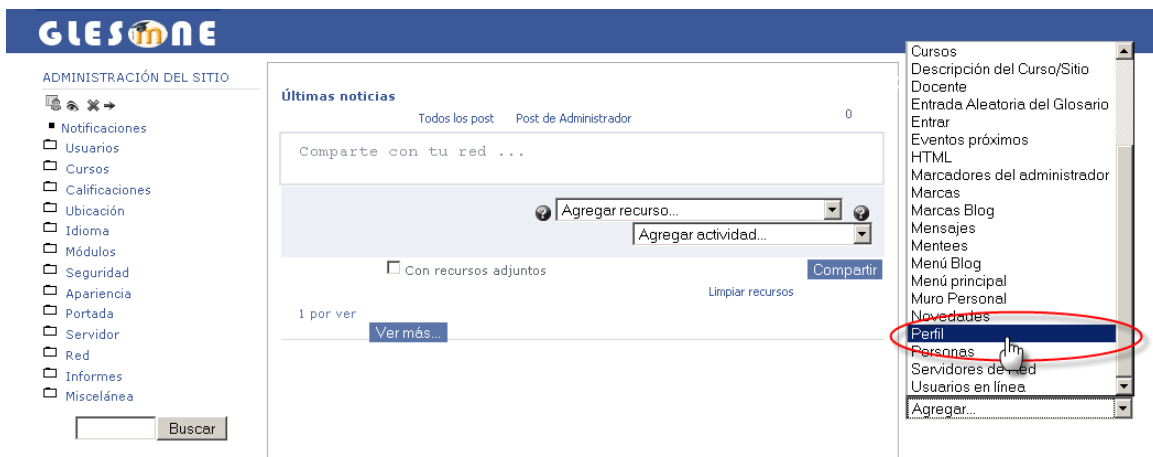 GLESONE
ADMINISTRACIÓN DEL SITIO
Notificaciones
Usuarios
Cursos
Calificaciones
Ubicación
Idioma
Módulos
Seguridad
Apariencia
Portada
Servidor
Red
Informes
Miscelánea
Buscar
Últimas noticias
Todos los post Post de Administrador 0
Comparte con tu red ...
Agregar recurso...
Agregar actividad...
Con recursos adjuntos Compartir
Limpiar recursos
1 por ver
Ver más...
Cursos
Descripción del Curso/Sitio
Docente
Entrada Aleatoria del Glosario
Entrar
Eventos próximos
HTML
Marcadores del administrador
Marcas
Marcas Blog
Mensajes
Mentees
Menú Blog
Menú principal
Muro Personal
Novedades
Perfil
Personas
Servidores de Red
Usuarios en línea
Agregar...